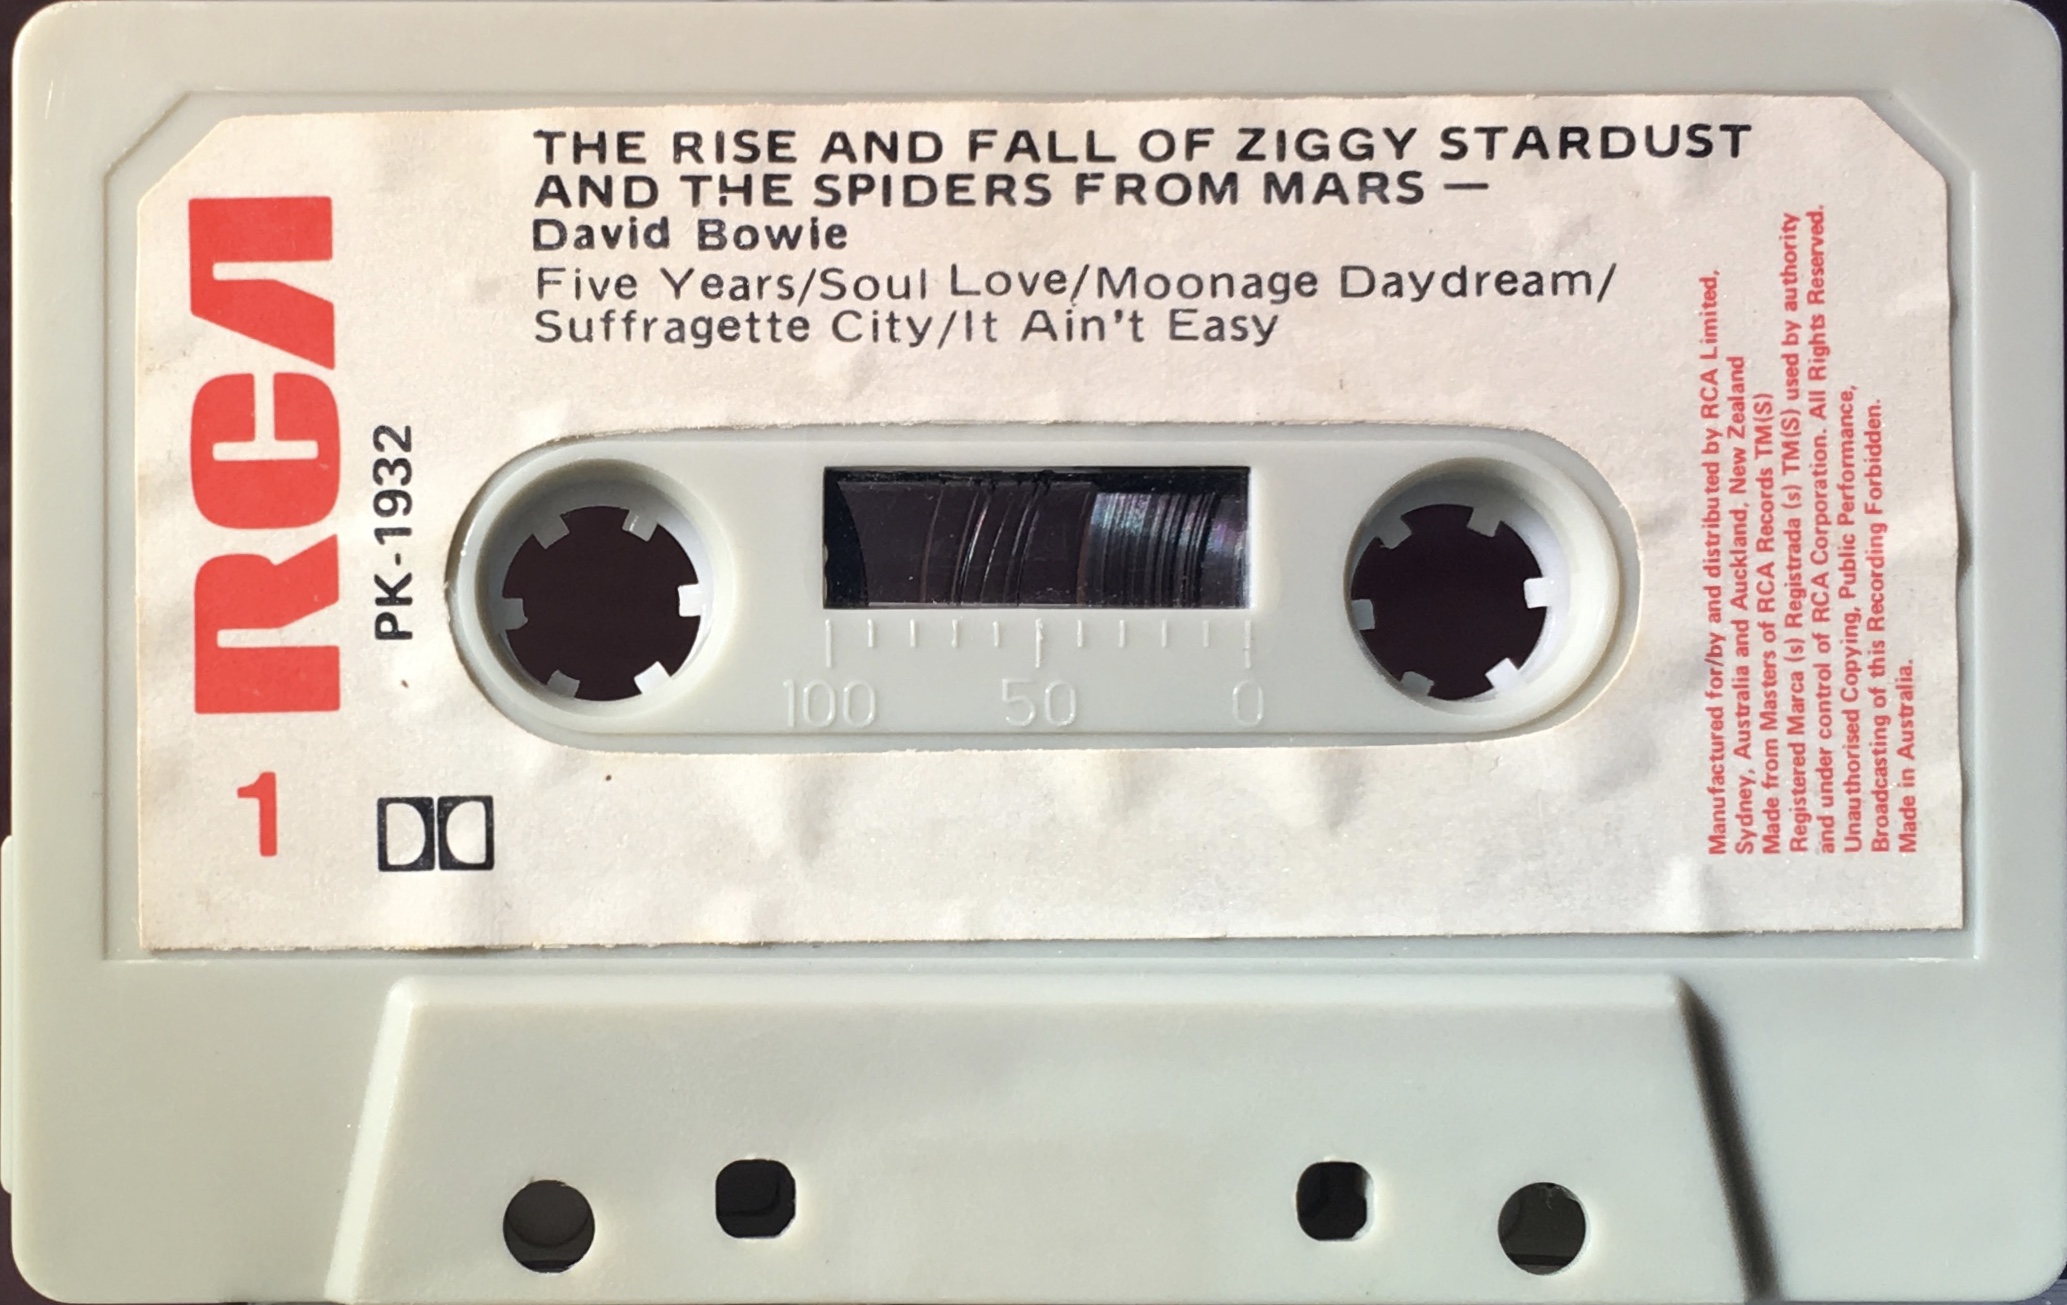 THE RISE AND FALL OF ZIGGY STARDUST
AND THE SPIDERS FROM MARS —
David Bowie
Five Years/Soul Love/Moonage Daydream/
Suffragette City/It Ain't Easy
RCA
PK-1932
1
100 50 0
Manufactured for/by and distributed by RCA Limited,
Sydney, Australia and Auckland, New Zealand
Made from Masters of RCA Records TM(S)
Registered Marca (s) Registrada (s) TM(S) used by authority
and under control of RCA Corporation. All Rights Reserved.
Unauthorised Copying, Public Performance,
Broadcasting of this Recording Forbidden.
Made in Australia.